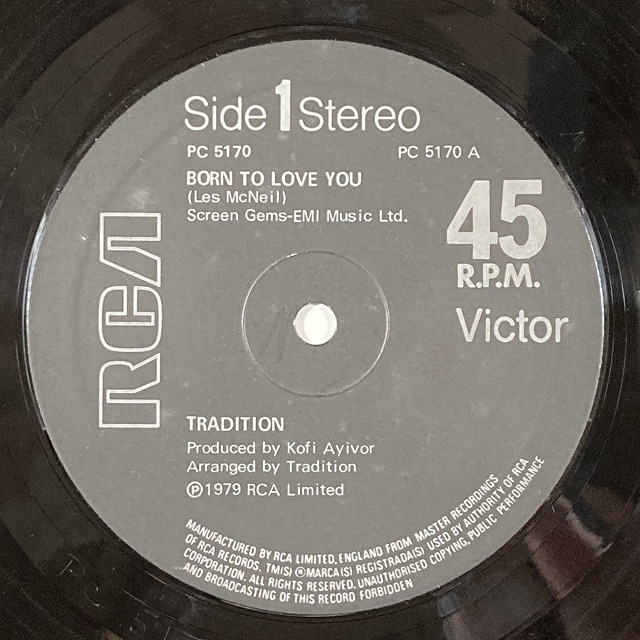 Side 1 Stereo
PC 5170 PC 5170 A
BORN TO LOVE YOU
(Les McNeil)
Screen Gems-EMI Music Ltd.
45
R.P.M.
RCA
Victor
TRADITION
Produced by Kofi Ayivor
Arranged by Tradition
Ⓟ1979 RCA Limited
MANUFACTURED BY RCA LIMITED, ENGLAND FROM MASTER RECORDINGS
OF RCA RECORDS, TM(S) ® MARCA(S) REGISTRADA(S) USED BY AUTHORITY OF RCA
CORPORATION. ALL RIGHTS RESERVED. UNAUTHORISED COPYING, PUBLIC PERFORMANCE
AND BROADCASTING OF THIS RECORD FORBIDDEN